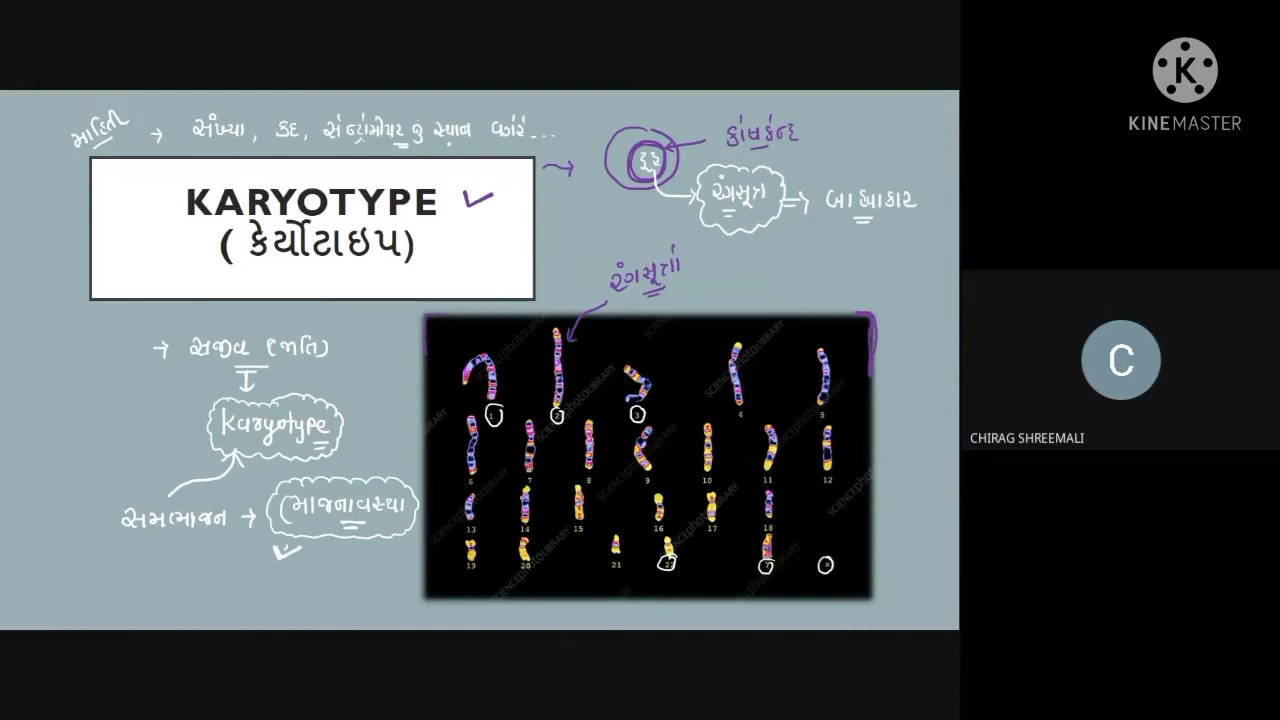 માહિતી → સંખ્યા, કદ, સેન્ટ્રોમીયર નું સ્થાન વગેરે...
KARYOTYPE
( કેર્યોટાઇપ)
કોષકેન્દ્ર
રંગસૂત્ર
બાહ્યાકાર
રંગસૂત્રો
→ સજીવ (જાતિ)
Karyotype
સમભાજન → ભાજનાવસ્થા
1 2 3 4 5
6 7 8 9 10 11 12
13 14 15 16 17 18
19 20 21 22 Y X
SCIENCEphotoLIBRARY
KINEMASTER
C
CHIRAG SHREEMALI